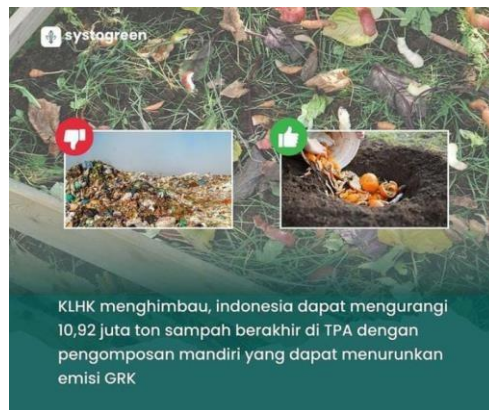 systagreen
KLHK menghimbau, indonesia dapat mengurangi
10,92 juta ton sampah berakhir di TPA dengan
pengomposan mandiri yang dapat menurunkan
emisi GRK